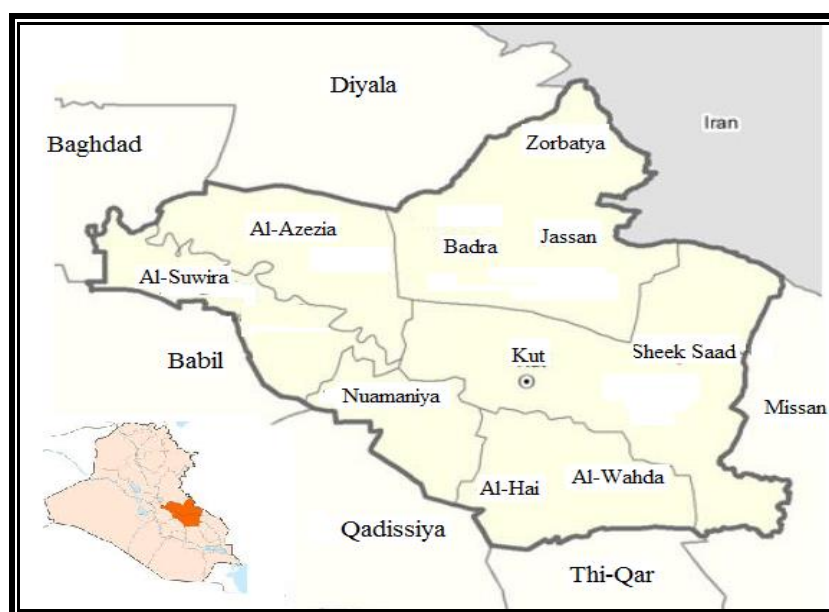 Diyala
Iran
Baghdad
Zorbatya
Al-Azezia
Badra
Jassan
Al-Suwira
Babil
Kut
Sheek Saad
Nuamaniya
Missan
Al-Hai
Al-Wahda
Qadissiya
Thi-Qar